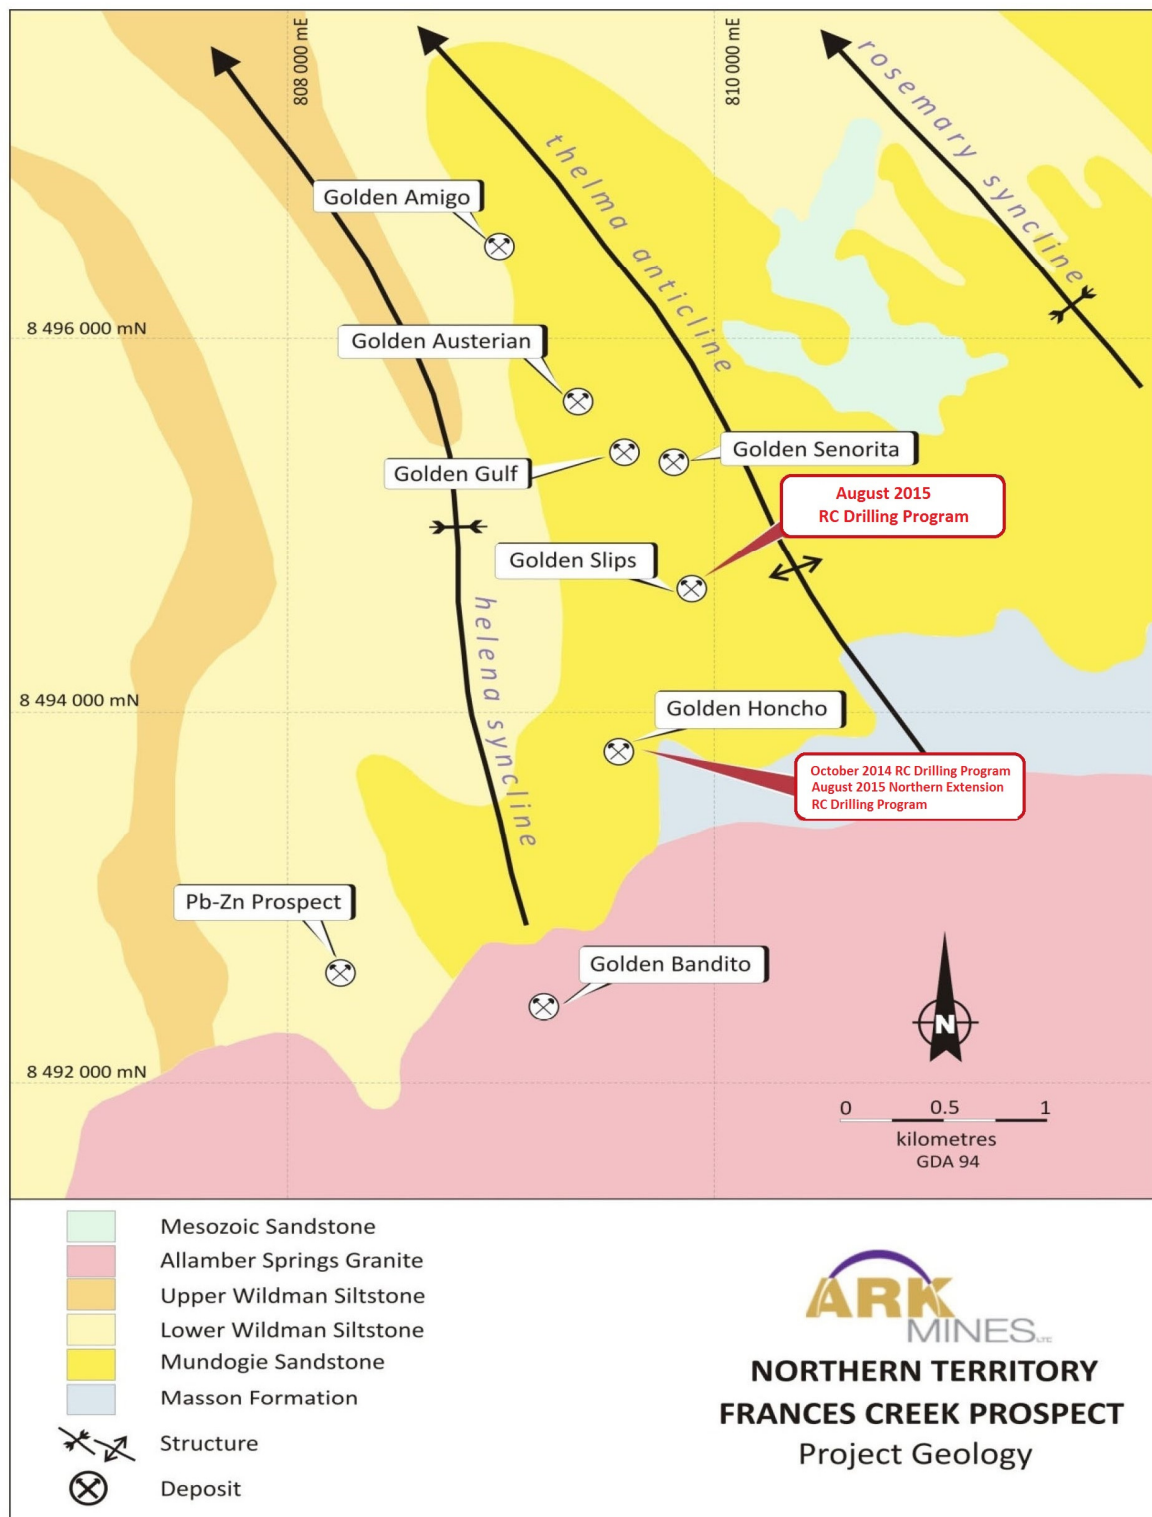 808 000 mE
810 000 mE
rosemary syncline
thelma anticline
Golden Amigo
8 496 000 mN
Golden Austerian
Golden Senorita
Golden Gulf
August 2015
RC Drilling Program
Golden Slips
helena syncline
8 494 000 mN
Golden Honcho
October 2014 RC Drilling Program
August 2015 Northern Extension
RC Drilling Program
Pb-Zn Prospect
Golden Bandito
N
8 492 000 mN
0 0.5 1
kilometres
GDA 94
Mesozoic Sandstone
Allamber Springs Granite
Upper Wildman Siltstone
Lower Wildman Siltstone
Mundogie Sandstone
Masson Formation
Structure
Deposit
ARK
MINES LTD
NORTHERN TERRITORY
FRANCES CREEK PROSPECT
Project Geology